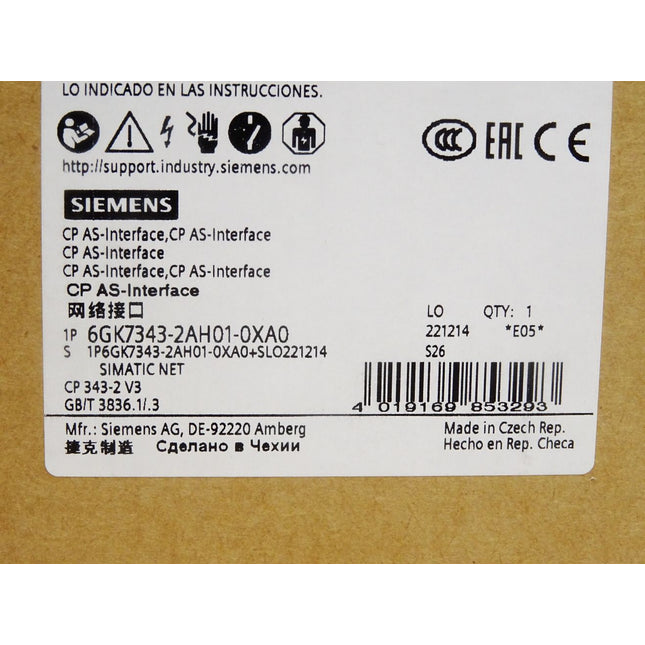 LO INDICADO EN LAS INSTRUCCIONES.
CCC EAC CE
http://support.industry.siemens.com
SIEMENS
CP AS-Interface,CP AS-Interface
CP AS-Interface
CP AS-Interface,CP AS-Interface
CP AS-Interface
网络接口
LO QTY: 1
1P 6GK7343-2AH01-0XA0 221214 *E05*
S 1P6GK7343-2AH01-0XA0+SLO221214 S26
SIMATIC NET
CP 343-2 V3
GB/T 3836.1/.3
4 019169 853293
Mfr.: Siemens AG, DE-92220 Amberg Made in Czech Rep.
捷克制造 Сделано в Чехии Hecho en Rep. Checa